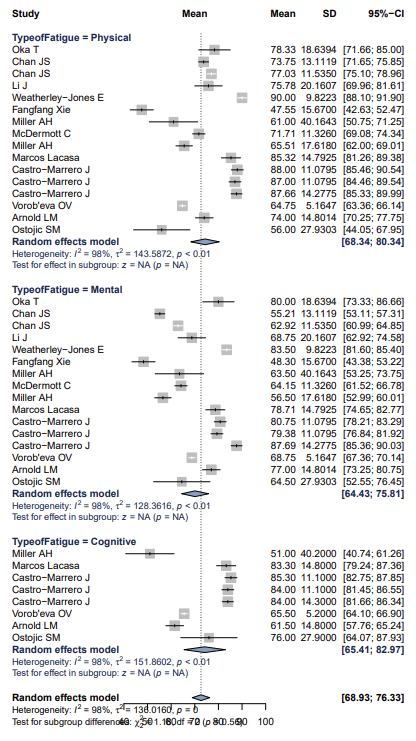 Study Mean Mean SD 95%−CI
TypeofFatigue = Physical
Oka T 78.33 18.6394 [71.66; 85.00]
Chan JS 73.75 13.1119 [71.65; 75.85]
Chan JS 77.03 11.5350 [75.10; 78.96]
Li J 75.78 20.1607 [69.96; 81.61]
Weatherley−Jones E 90.00 9.8223 [88.10; 91.90]
Fangfang Xie 47.55 15.6700 [42.63; 52.47]
Miller AH 61.00 40.1643 [50.75; 71.25]
McDermott C 71.71 11.3260 [69.08; 74.34]
Miller AH 65.51 17.6180 [62.00; 69.01]
Marcos Lacasa 85.32 14.7925 [81.26; 89.38]
Castro−Marrero J 88.00 11.0795 [85.46; 90.54]
Castro−Marrero J 87.00 11.0795 [84.46; 89.54]
Castro−Marrero J 87.66 14.2775 [85.33; 89.99]
Vorob'eva OV 64.75 5.1647 [63.36; 66.14]
Arnold LM 74.00 14.8014 [70.25; 77.75]
Ostojic SM 56.00 27.9303 [44.05; 67.95]
Random effects model [68.34; 80.34]
Heterogeneity: I² = 98%, τ² = 143.5872, p < 0.01
Test for effect in subgroup: z = NA (p = NA)
TypeofFatigue = Mental
Oka T 80.00 18.6394 [73.33; 86.66]
Chan JS 55.21 13.1119 [53.11; 57.31]
Chan JS 62.92 11.5350 [60.99; 64.85]
Li J 68.75 20.1607 [62.92; 74.58]
Weatherley−Jones E 83.50 9.8223 [81.60; 85.40]
Fangfang Xie 48.30 15.6700 [43.38; 53.22]
Miller AH 63.50 40.1643 [53.25; 73.75]
McDermott C 64.15 11.3260 [61.52; 66.78]
Miller AH 56.50 17.6180 [52.99; 60.01]
Marcos Lacasa 78.71 14.7925 [74.65; 82.77]
Castro−Marrero J 80.75 11.0795 [78.21; 83.29]
Castro−Marrero J 79.38 11.0795 [76.84; 81.92]
Castro−Marrero J 87.69 14.2775 [85.36; 90.03]
Vorob'eva OV 68.75 5.1647 [67.36; 70.14]
Arnold LM 77.00 14.8014 [73.25; 80.75]
Ostojic SM 64.50 27.9303 [52.55; 76.45]
Random effects model [64.43; 75.81]
Heterogeneity: I² = 98%, τ² = 128.3616, p < 0.01
Test for effect in subgroup: z = NA (p = NA)
TypeofFatigue = Cognitive
Miller AH 51.00 40.2000 [40.74; 61.26]
Marcos Lacasa 83.30 14.8000 [79.24; 87.36]
Castro−Marrero J 85.30 11.1000 [82.75; 87.85]
Castro−Marrero J 84.00 11.1000 [81.45; 86.55]
Castro−Marrero J 84.00 14.3000 [81.66; 86.34]
Vorob'eva OV 65.50 5.2000 [64.10; 66.90]
Arnold LM 61.50 14.8000 [57.76; 65.24]
Ostojic SM 76.00 27.9000 [64.07; 87.93]
Random effects model [65.41; 82.97]
Heterogeneity: I² = 98%, τ² = 151.8602, p < 0.01
Test for effect in subgroup: z = NA (p = NA)
Random effects model [68.93; 76.33]
Heterogeneity: I² = 98%, τ² = 136.0160, p = 0
Test for subgroup differences:
40 50 60 70 80 90 100